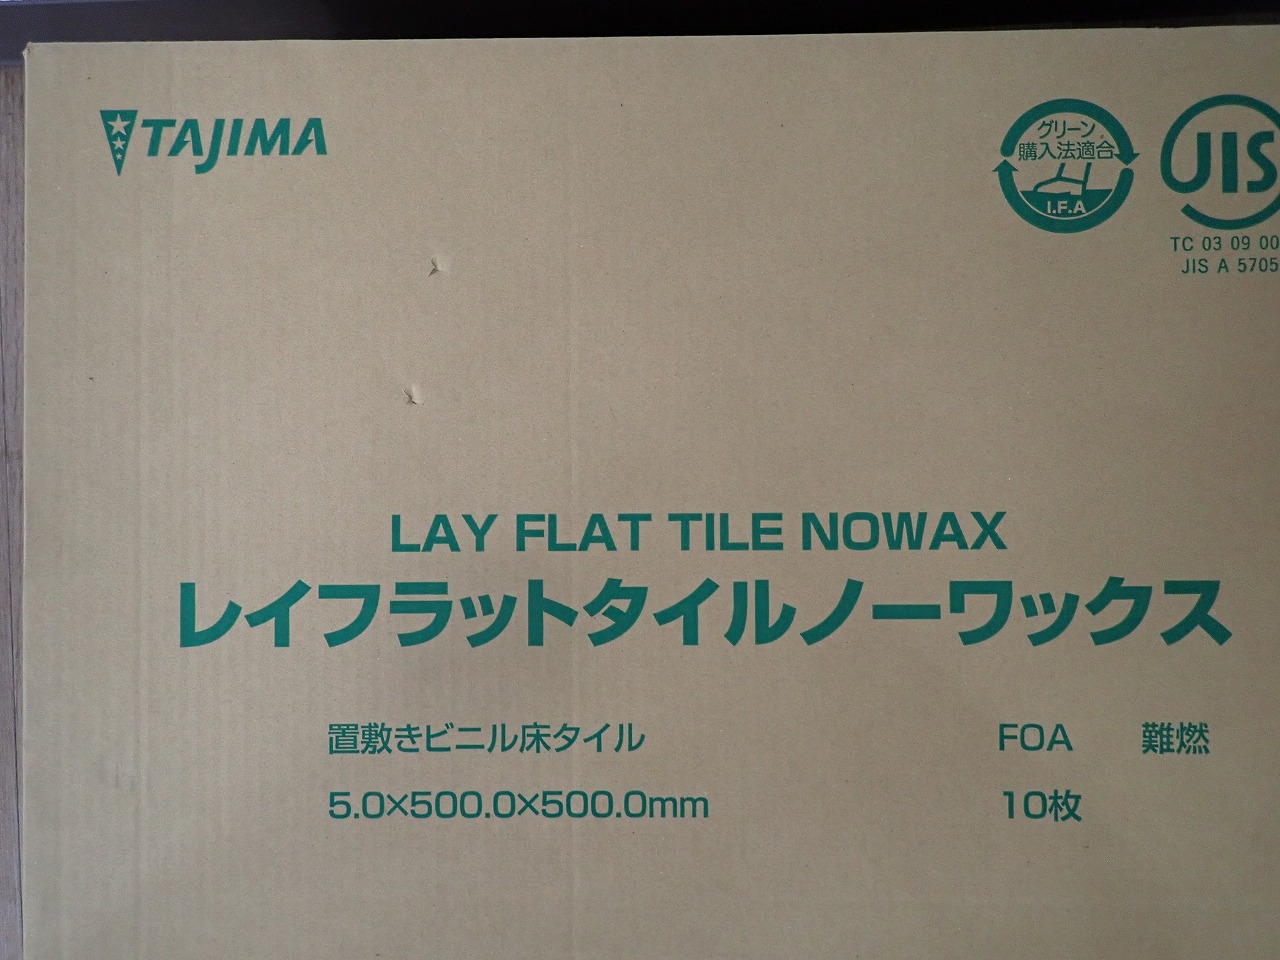 TAJIMA
グリーン
購入法適合
I.F.A
JIS
TC 03 09 00
JIS A 5705
LAY FLAT TILE NOWAX
レイフラットタイルノーワックス
置敷きビニル床タイル FOA 難燃
5.0×500.0×500.0mm 10枚